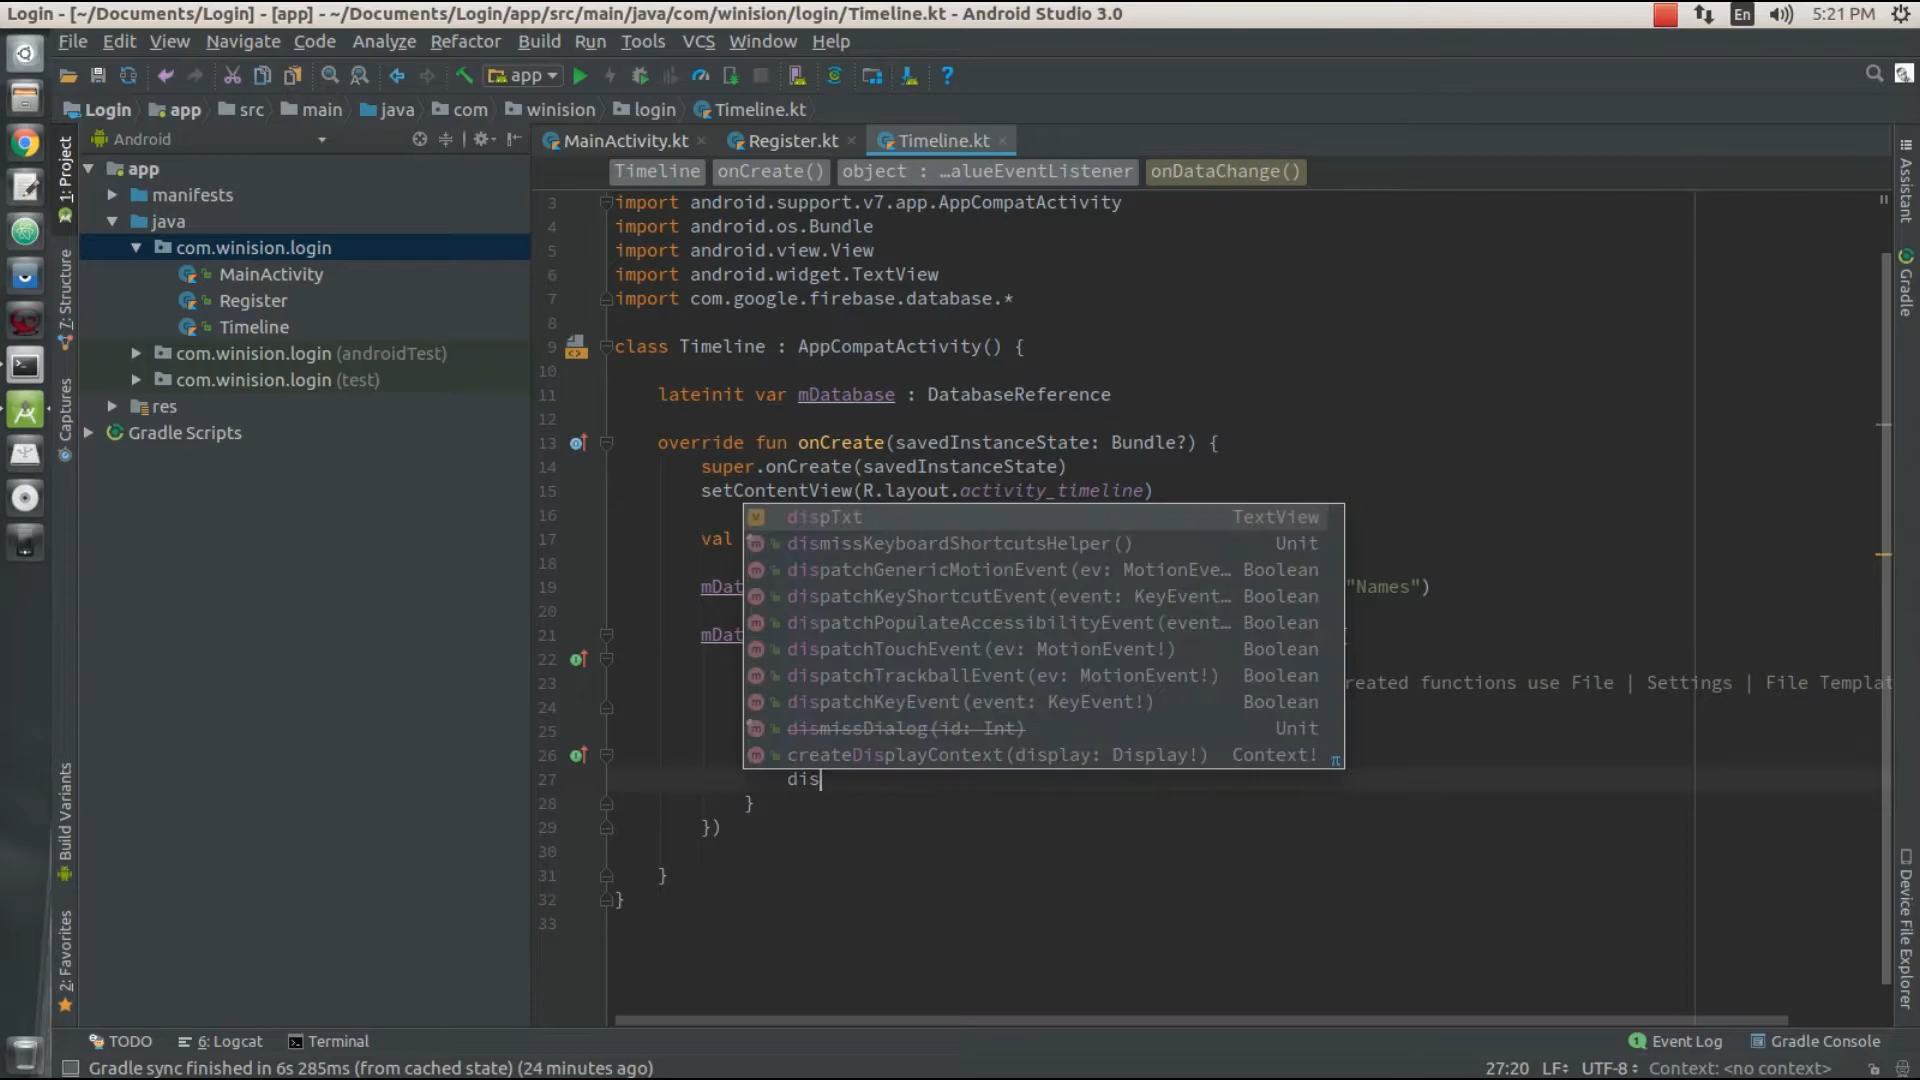 Login - [~/Documents/Login] - [app] - ~/Documents/Login/app/src/main/java/com/winision/login/Timeline.kt - Android Studio 3.0
En
5:21 PM
File Edit View Navigate Code Analyze Refactor Build Run Tools VCS Window Help
app
Login app src main java com winision login Timeline.kt
Android
MainActivity.kt Register.kt Timeline.kt
Timeline onCreate() object : …alueEventListener onDataChange()
1: Project
7: Structure
Captures
Build Variants
2: Favorites
app
manifests
java
com.winision.login
MainActivity
Register
Timeline
com.winision.login (androidTest)
com.winision.login (test)
res
Gradle Scripts
3 import android.support.v7.app.AppCompatActivity
4 import android.os.Bundle
5 import android.view.View
6 import android.widget.TextView
7 import com.google.firebase.database.*
8
9 class Timeline : AppCompatActivity() {
10
11 lateinit var mDatabase : DatabaseReference
12
13 override fun onCreate(savedInstanceState: Bundle?) {
14 super.onCreate(savedInstanceState)
15 setContentView(R.layout.activity_timeline)
16
17 val
18
19 mDat "Names")
20
21 mDat
22
23 reated functions use File | Settings | File Templat
24
25
26
27 dis
28 }
29 })
30
31 }
32 }
33
dispTxt TextView
dismissKeyboardShortcutsHelper() Unit
dispatchGenericMotionEvent(ev: MotionEve… Boolean
dispatchKeyShortcutEvent(event: KeyEvent… Boolean
dispatchPopulateAccessibilityEvent(event… Boolean
dispatchTouchEvent(ev: MotionEvent!) Boolean
dispatchTrackballEvent(ev: MotionEvent!) Boolean
dispatchKeyEvent(event: KeyEvent!) Boolean
dismissDialog(id: Int) Unit
createDisplayContext(display: Display!) Context!
π
Assistant
Gradle
Device File Explorer
TODO 6: Logcat Terminal
1 Event Log Gradle Console
Gradle sync finished in 6s 285ms (from cached state) (24 minutes ago)
27:20 LF÷ UTF-8÷ Context: <no context>